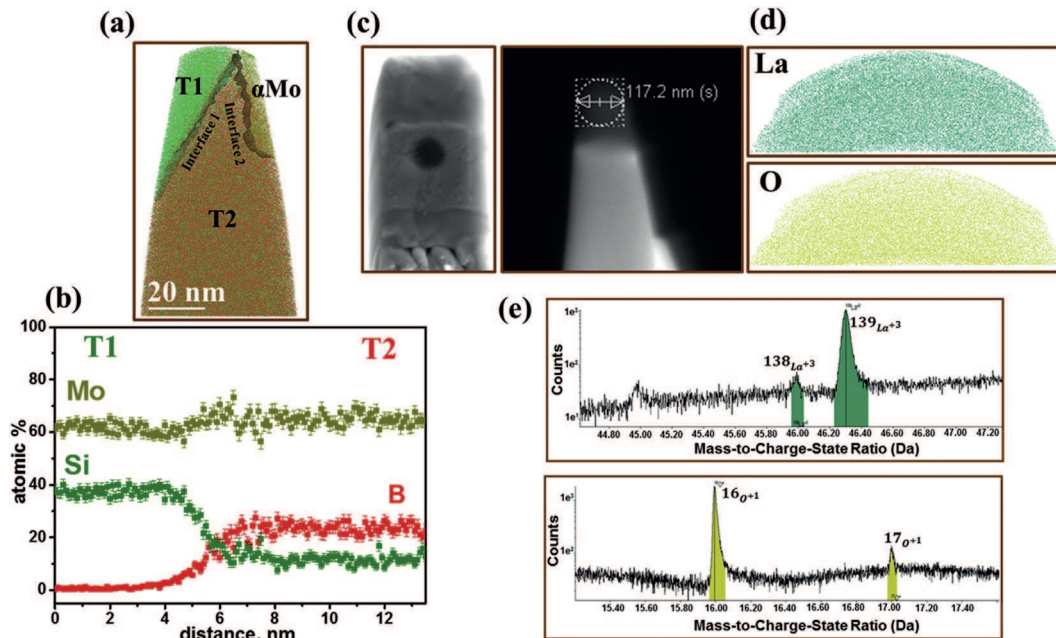 (a)
T1
αMo
Interface 1
Interface 2
T2
20 nm
(b)
100
80
60
40
20
0
T1
T2
Mo
Si
B
atomic %
0
2
4
6
8
10
12
distance, nm
(c)
117.2 nm (s)
(d)
La
O
(e)
Counts
1e3
10²
1e1
138La+3
139La+3
44.80
45.00
45.20
45.40
45.60
45.80
46.00
46.20
46.40
46.60
46.80
47.00
47.20
Mass-to-Charge-State Ratio (Da)
Counts
1e3
10²
16O+1
17O+1
15.40
15.60
15.80
16.00
16.20
16.40
16.60
16.80
17.00
17.20
17.40
Mass-to-Charge-State Ratio (Da)